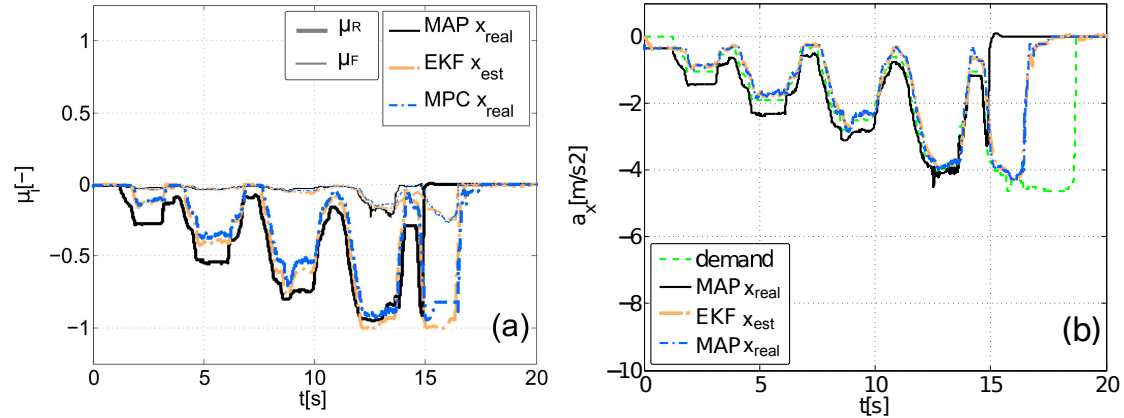 1
0.5
0
−0.5
−1
μᵢ[−]
0 5 10 15 20
t[s]
μR
μF
MAP xreal
EKF xest
MPC xreal
(a)
0
−2
−4
−6
−8
−10
ax[m/s2]
0 5 10 15 20
t[s]
demand
MAP xreal
EKF xest
MAP xreal
(b)